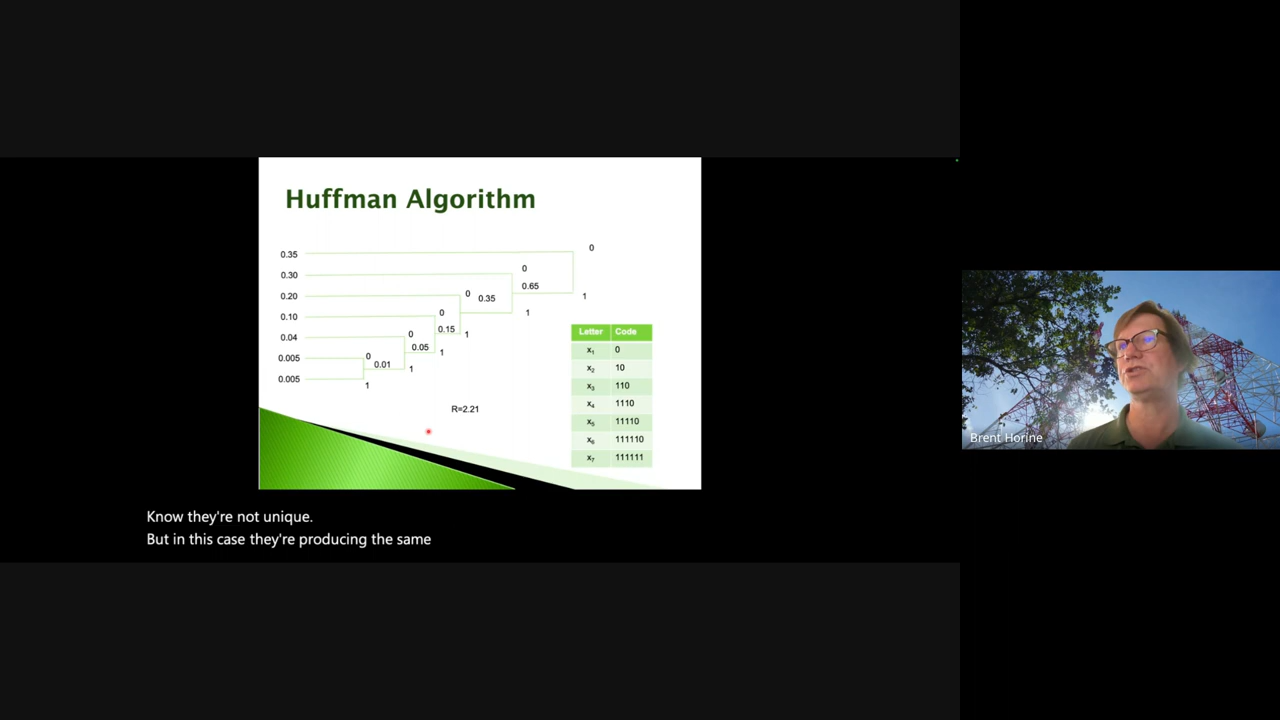 Huffman Algorithm
0.35
0
0.30
0
0.65
1
0.20
0
0.35
1
0.10
0
0.15
1
0.04
0
0.05
1
0.005
0
0.01
1
0.005
1
R=2.21
Letter Code
x₁ 0
x₂ 10
x₃ 110
x₄ 1110
x₅ 11110
x₆ 111110
x₇ 111111
Brent Horine
Know they're not unique.
But in this case they're producing the same